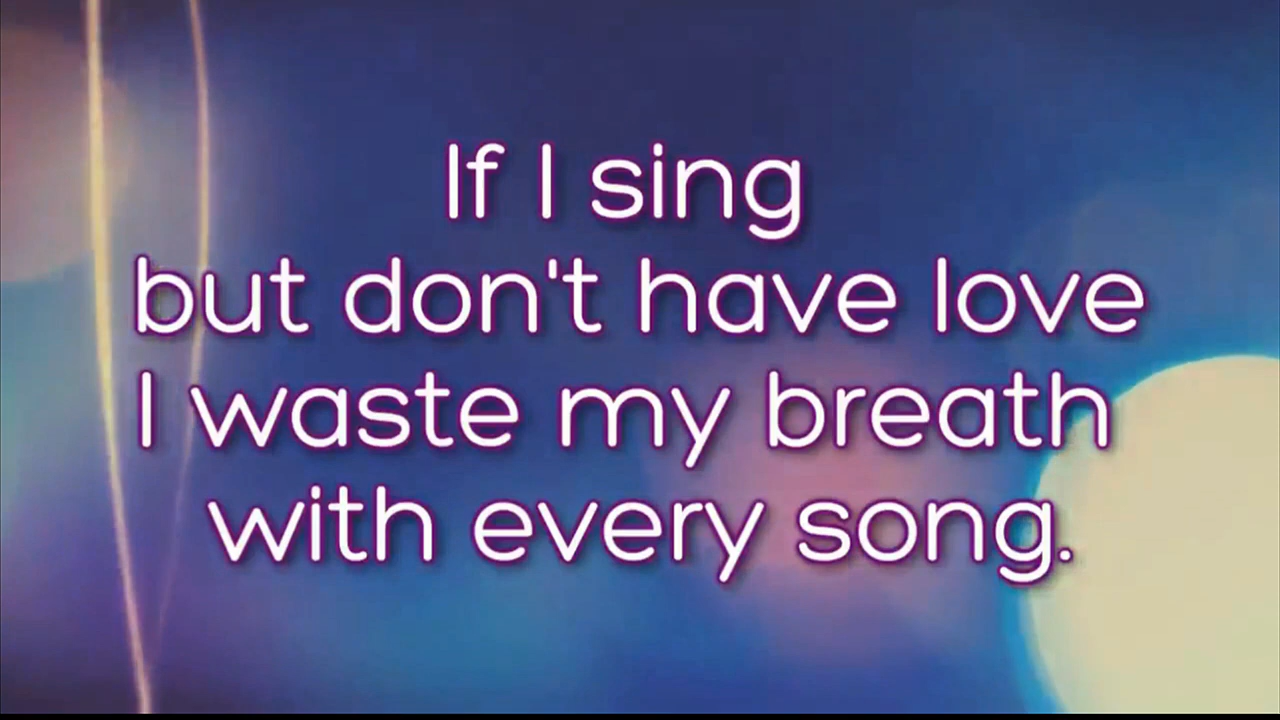 If I sing
but don't have love
I waste my breath
with every song.